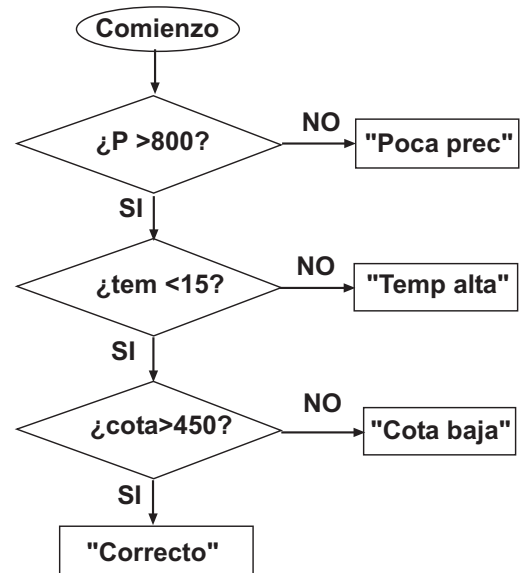 Comienzo
¿P >800?
NO
"Poca prec"
SI
¿tem <15?
NO
"Temp alta"
SI
¿cota>450?
NO
"Cota baja"
SI
"Correcto"